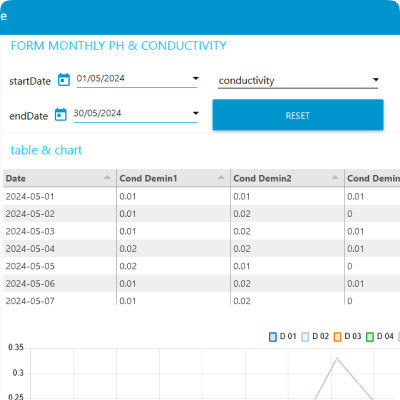 e
FORM MONTHLY PH & CONDUCTIVITY
startDate 01/05/2024 conductivity
endDate 30/05/2024 RESET
table & chart
Date Cond Demin1 Cond Demin2 Cond Demin
2024-05-01 0.01 0.01 0.01
2024-05-02 0.01 0.02 0
2024-05-03 0.01 0.02 0.01
2024-05-04 0.02 0.02 0.01
2024-05-05 0.02 0.01 0
2024-05-06 0.01 0.02 0.01
2024-05-07 0.01 0.02 0
D 01 D 02 D 03 D 04
0.35
0.3
0.25